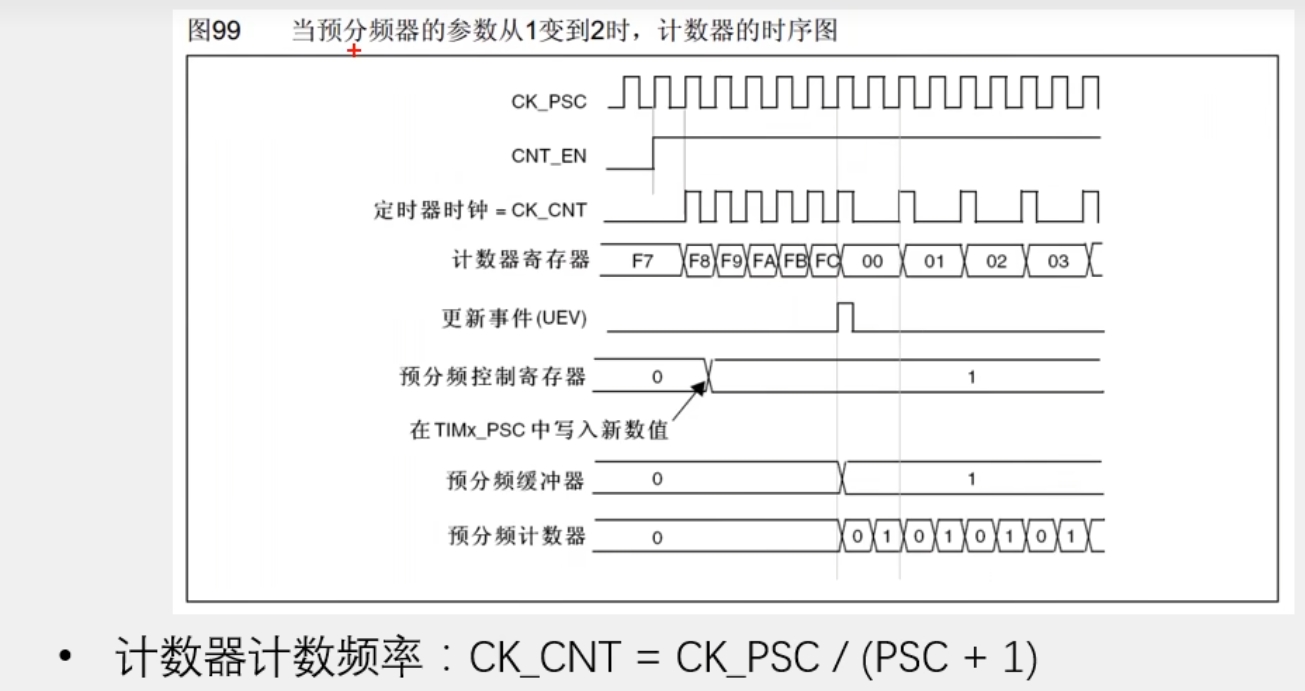 图99 当预分频器的参数从1变到2时，计数器的时序图
CK_PSC
CNT_EN
定时器时钟 = CK_CNT
计数器寄存器 F7 F8 F9 FA FB FC 00 01 02 03
更新事件(UEV)
预分频控制寄存器 0 1
在TIMx_PSC 中写入新数值
预分频缓冲器 0 1
预分频计数器 0 0 1 0 1 0 1 0 1
• 计数器计数频率：CK_CNT = CK_PSC / (PSC + 1)